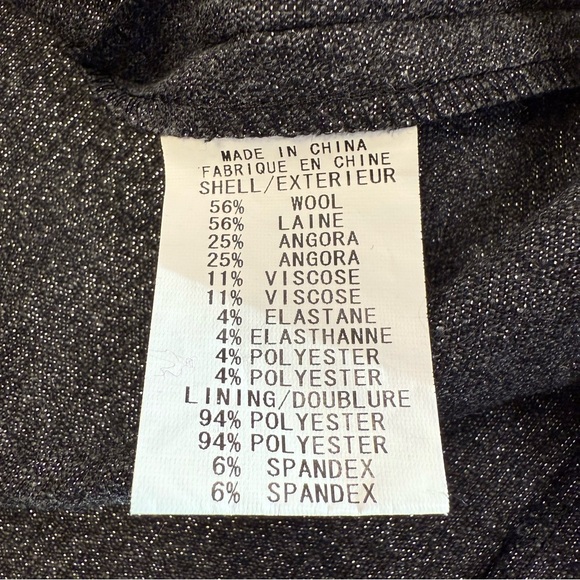 MADE IN CHINA
FABRIQUE EN CHINE
SHELL/EXTERIEUR
56% WOOL
56% LAINE
25% ANGORA
25% ANGORA
11% VISCOSE
11% VISCOSE
4% ELASTANE
4% ELASTHANNE
4% POLYESTER
4% POLYESTER
LINING/DOUBLURE
94% POLYESTER
94% POLYESTER
6% SPANDEX
6% SPANDEX